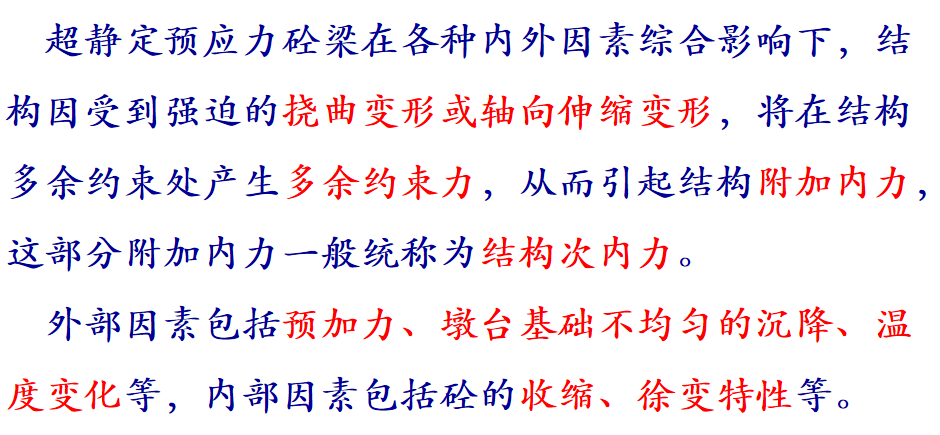 超静定预应力砼梁在各种内外因素综合影响下，结
构因受到强迫的挠曲变形或轴向伸缩变形，将在结构
多余约束处产生多余约束力，从而引起结构附加内力，
这部分附加内力一般统称为结构次内力。
外部因素包括预加力、墩台基础不均匀的沉降、温
度变化等，内部因素包括砼的收缩、徐变特性等。